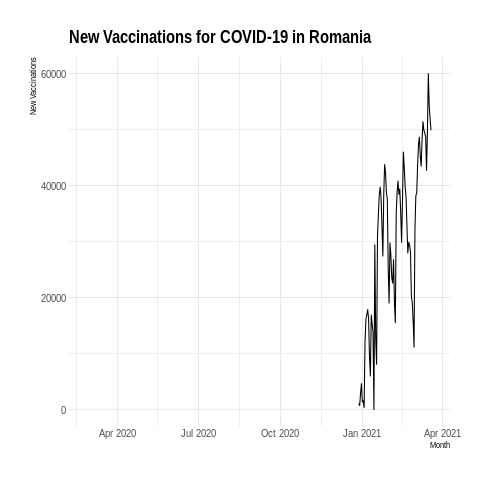 New Vaccinations for COVID-19 in Romania
New Vaccinations
60000
40000
20000
0
Apr 2020 Jul 2020 Oct 2020 Jan 2021 Apr 2021
Month